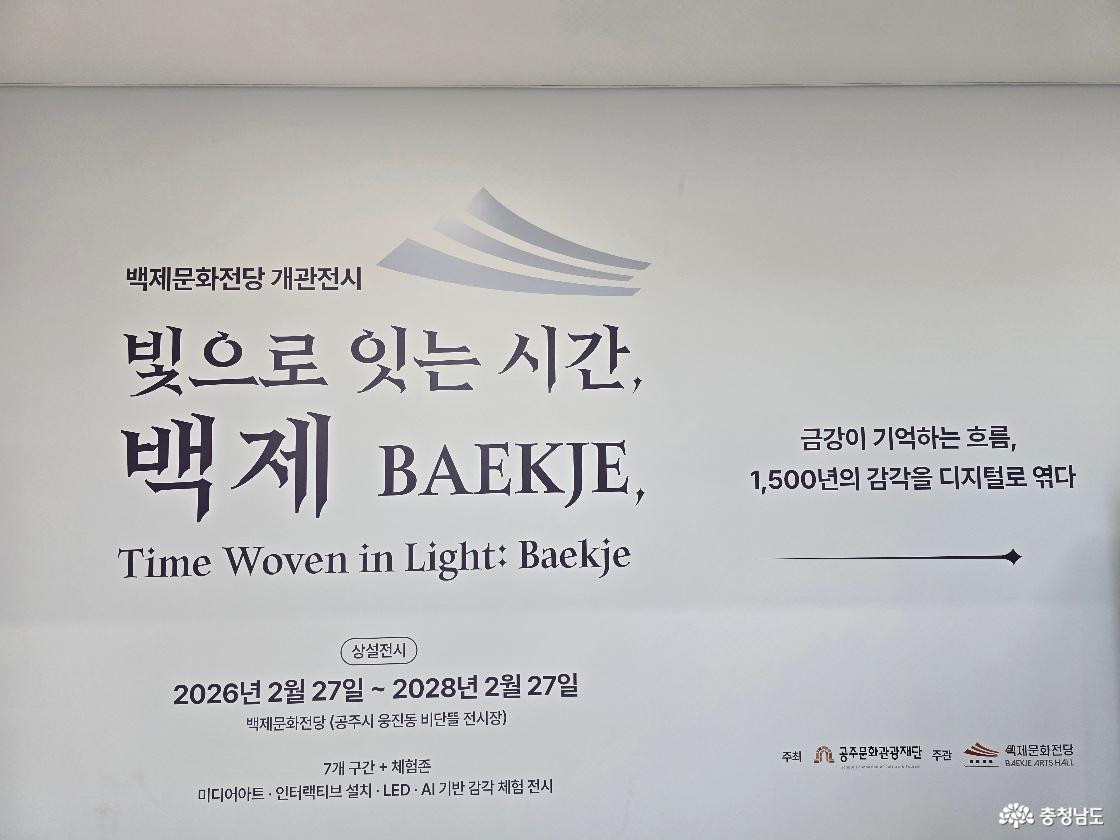 백제문화전당 개관전시
빛으로 잇는 시간,
백제 BAEKJE,
Time Woven in Light: Baekje
금강이 기억하는 흐름,
1,500년의 감각을 디지털로 엮다
상설전시
2026년 2월 27일 ~ 2028년 2월 27일
백제문화전당 (공주시 웅진동 비단뜰 전시장)
7개 구간 + 체험존
미디어아트 · 인터랙티브 설치 · LED · AI 기반 감각 체험 전시
주최 공주문화관광재단 주관 백제문화전당
BAEKJE ARTS HALL
충청남도